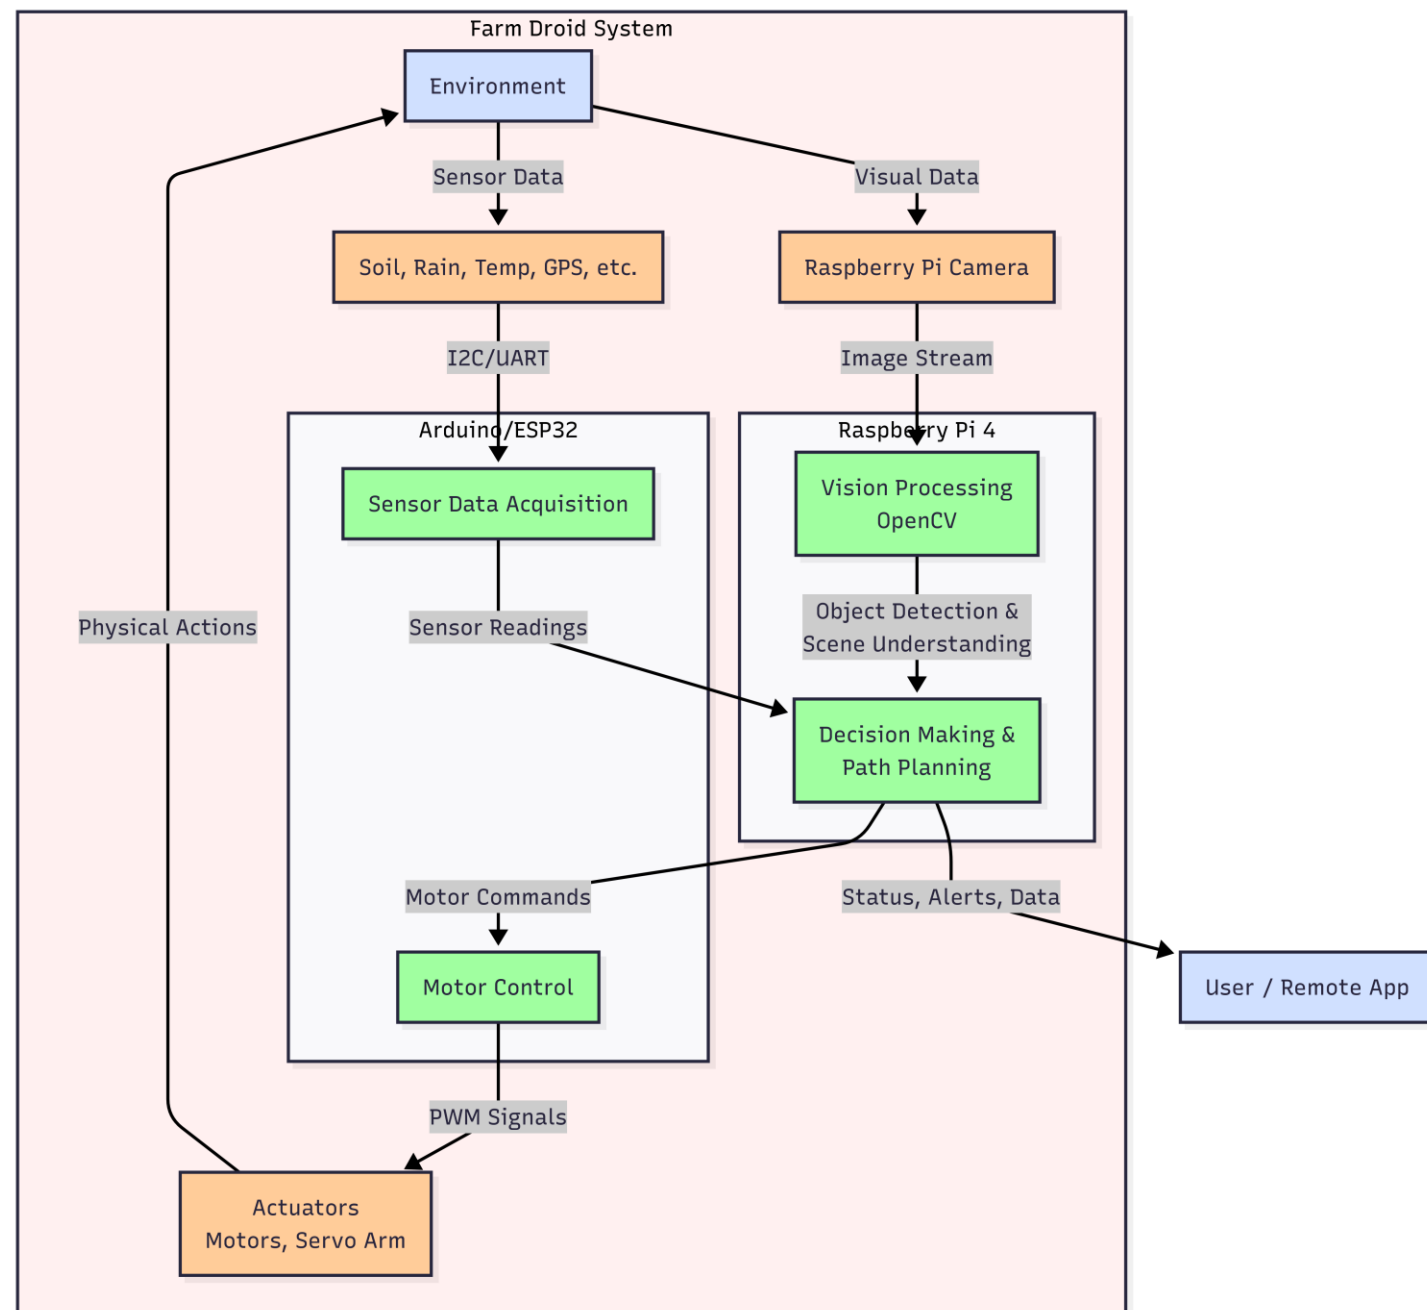 Farm Droid System
Environment
Sensor Data
Visual Data
Soil, Rain, Temp, GPS, etc.
Raspberry Pi Camera
I2C/UART
Image Stream
Arduino/ESP32
Raspberry Pi 4
Sensor Data Acquisition
Vision Processing
OpenCV
Physical Actions
Sensor Readings
Object Detection &
Scene Understanding
Decision Making &
Path Planning
Motor Commands
Status, Alerts, Data
Motor Control
User / Remote App
PWM Signals
Actuators
Motors, Servo Arm